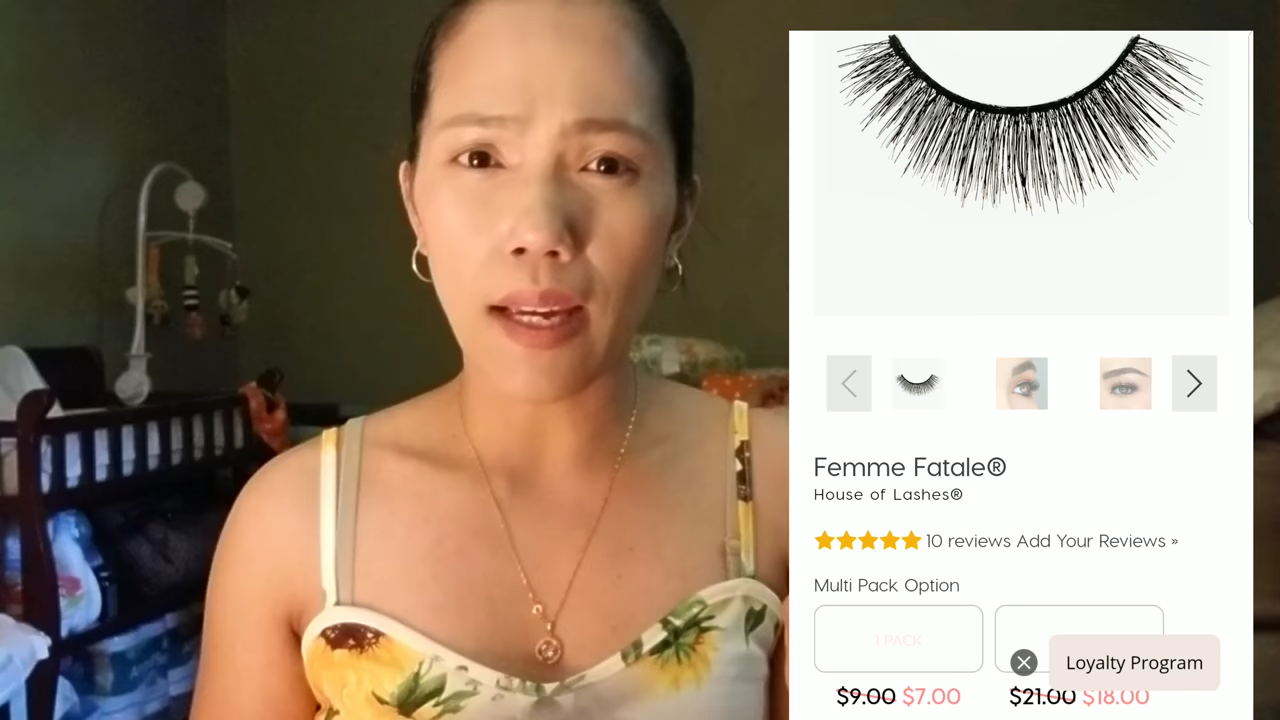 Femme Fatale®
House of Lashes®
10 reviews Add Your Reviews »
Multi Pack Option
1 PACK
Loyalty Program
$9.00 $7.00
$21.00 $18.00